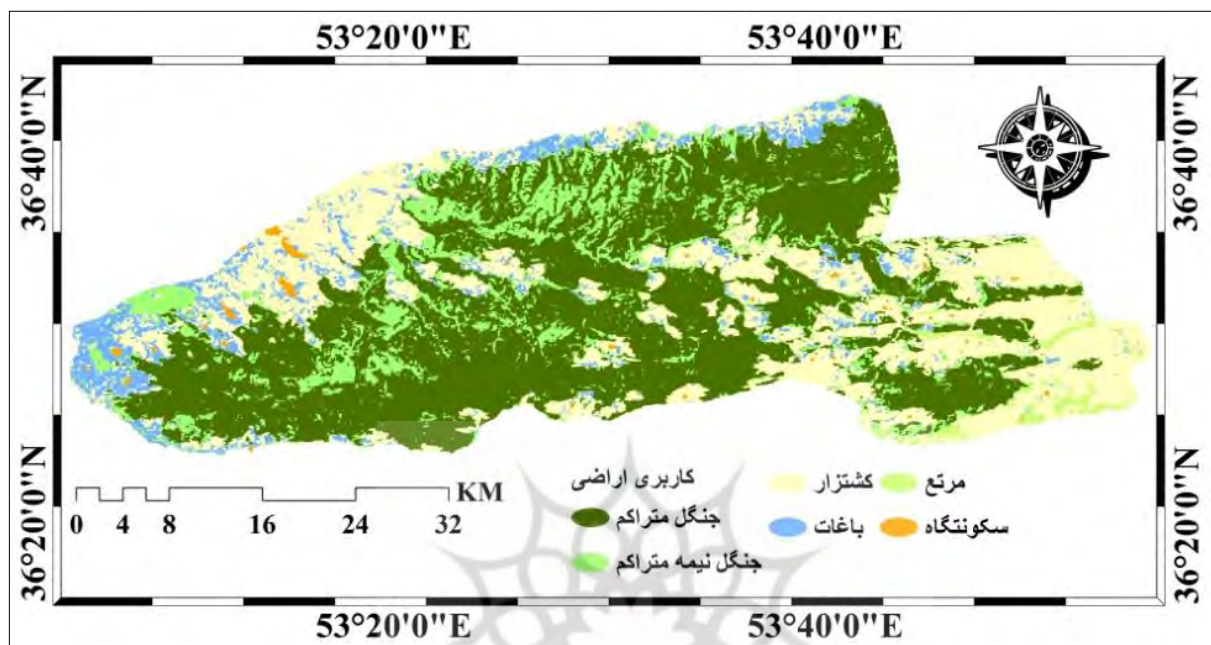 53°20'0"E 53°40'0"E
36°40'0"N
36°40'0"N
36°20'0"N
36°20'0"N
کاربری اراضی
جنگل متراکم
جنگل نیمه متراکم
کشتزار
باغات
مرتع
سکونتگاه
KM
0 4 8 16 24 32
53°20'0"E 53°40'0"E